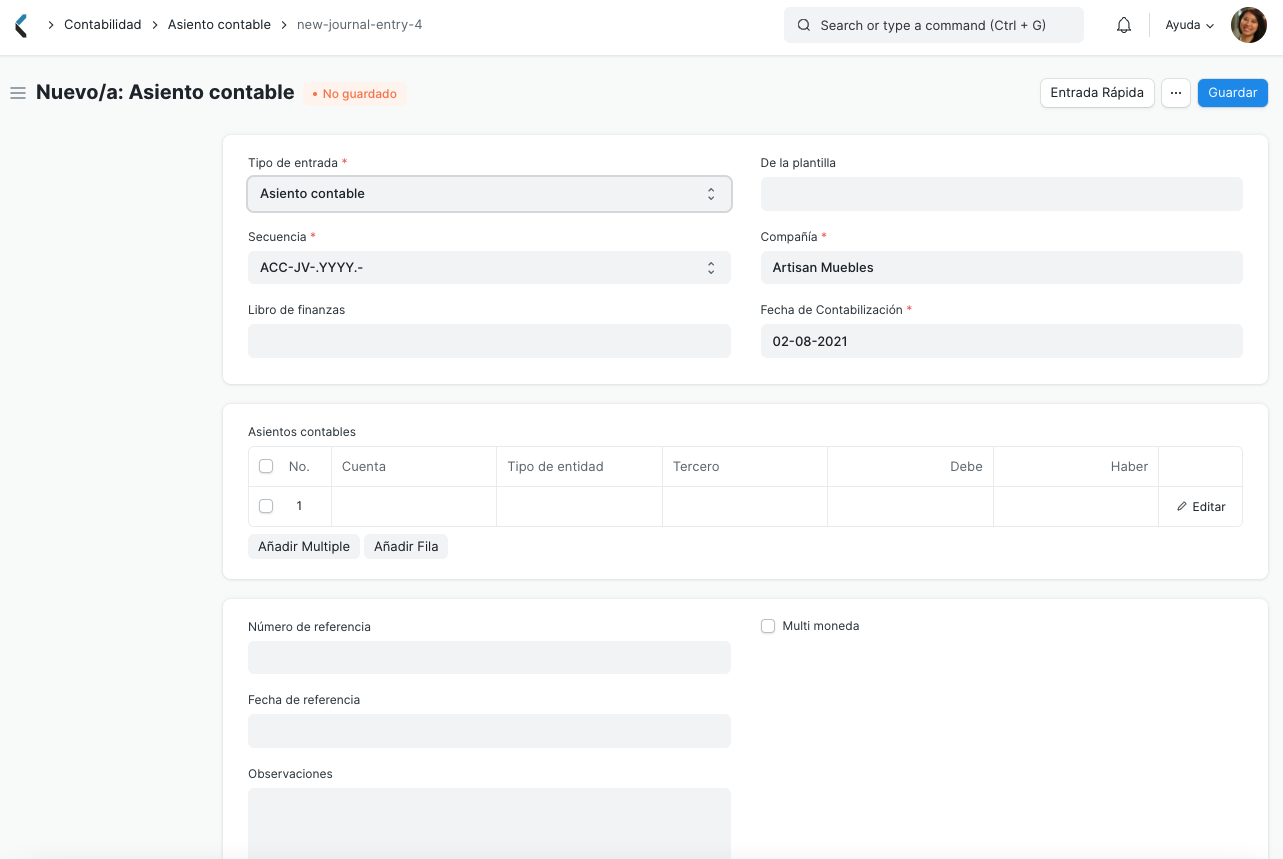 Contabilidad
Asiento contable
new-journal-entry-4
Search or type a command (Ctrl + G)
Ayuda
Nuevo/a: Asiento contable
• No guardado
Entrada Rápida
...
Guardar
Tipo de entrada *
Asiento contable
De la plantilla
Secuencia *
ACC-JV-.YYYY.-
Compañía *
Artisan Muebles
Libro de finanzas
Fecha de Contabilización *
02-08-2021
Asientos contables
No. Cuenta Tipo de entidad Tercero Debe Haber
1 Editar
Añadir Multiple Añadir Fila
Número de referencia
Multi moneda
Fecha de referencia
Observaciones